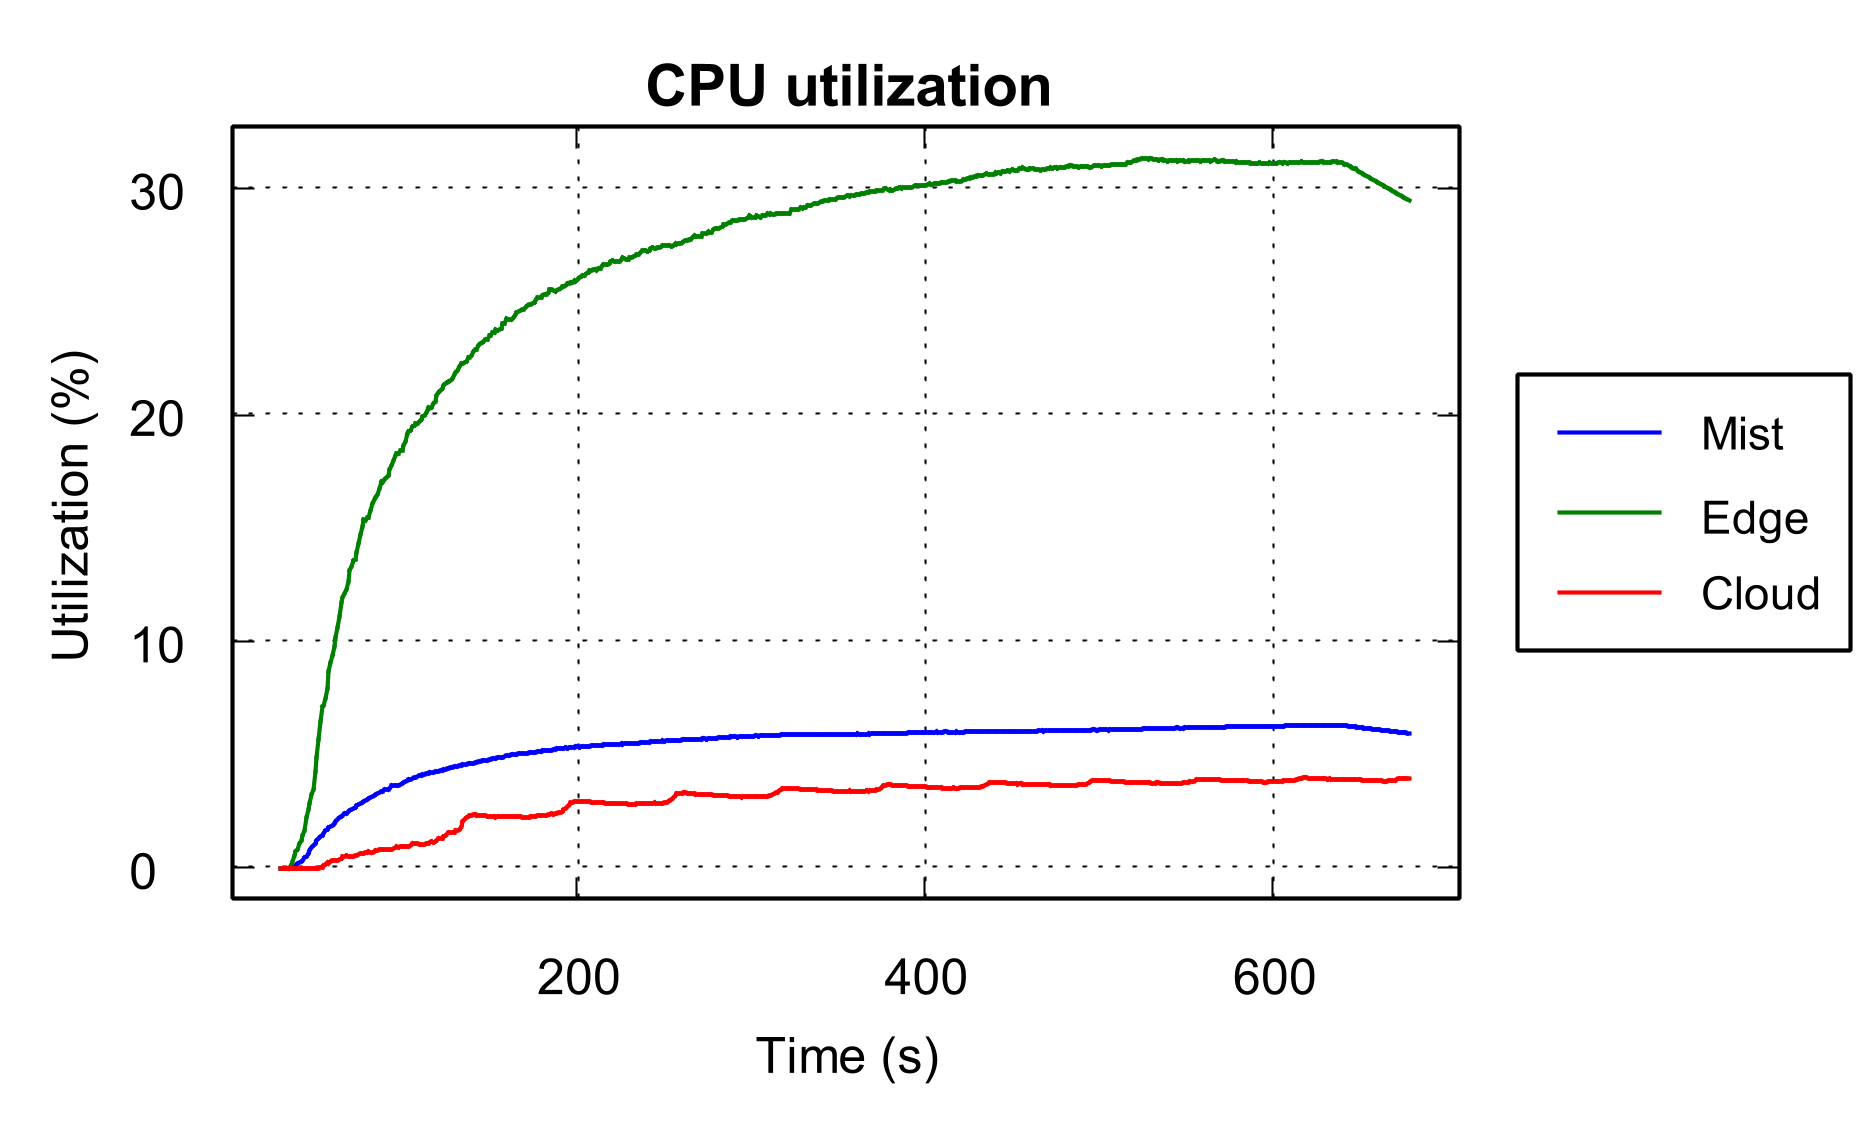 CPU utilization
Utilization (%)
30
20
10
0
200 400 600
Time (s)
Mist
Edge
Cloud